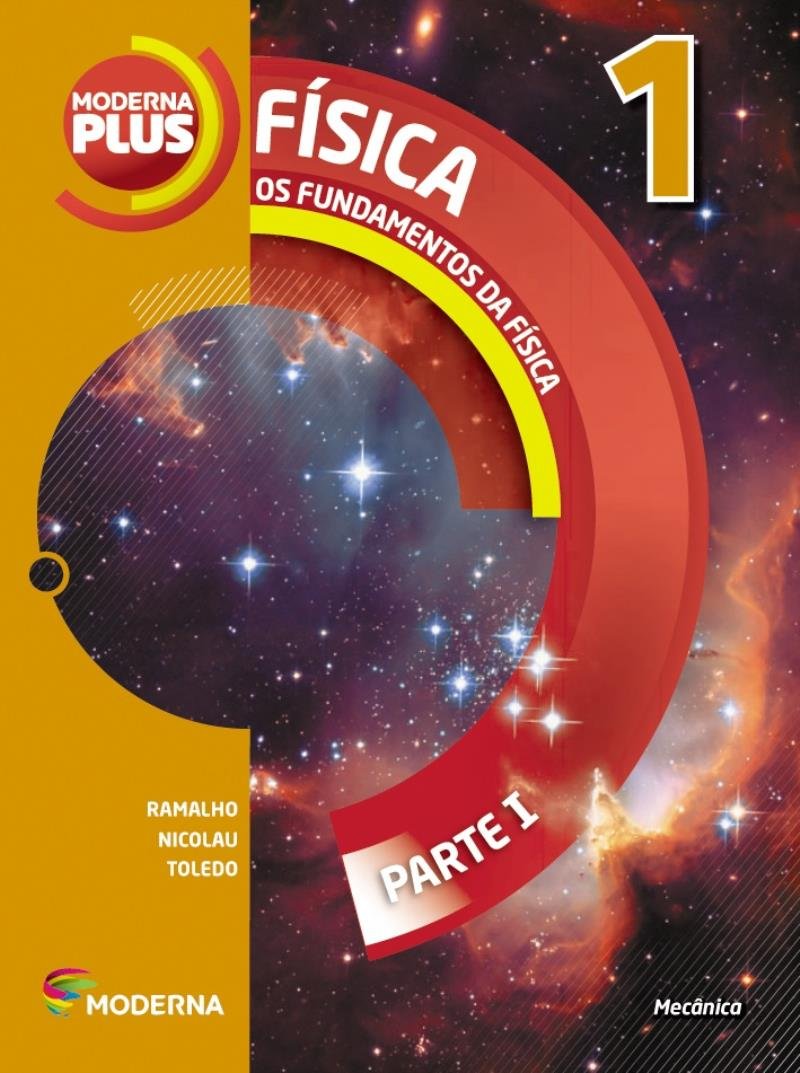 MODERNA
PLUS
FÍSICA
OS FUNDAMENTOS DA FÍSICA
1
RAMALHO
NICOLAU
TOLEDO
PARTE I
MODERNA
Mecânica